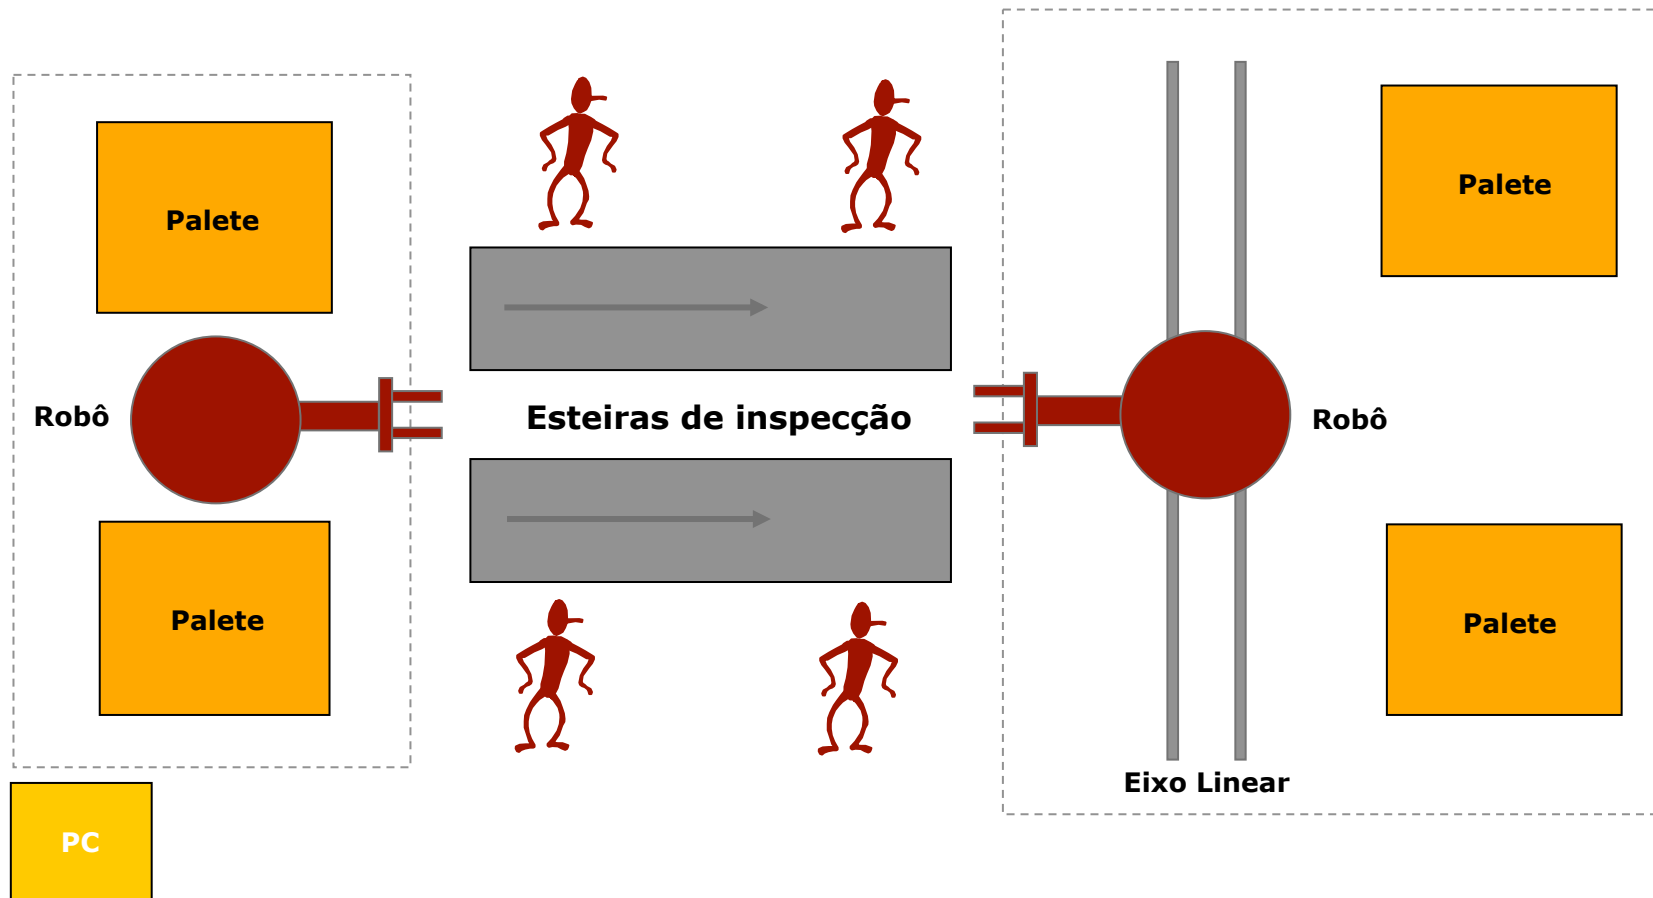 Palete
Palete
Robô
Esteiras de inspecção
Robô
Palete
Palete
Eixo Linear
PC